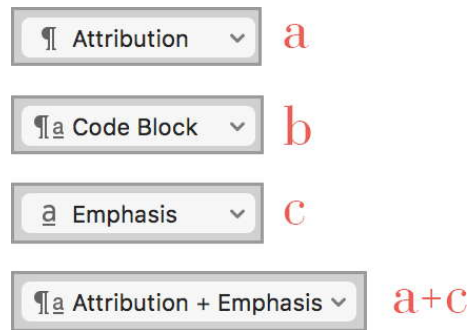 ¶ Attribution a
¶a Code Block b
a Emphasis c
¶a Attribution + Emphasis a+c